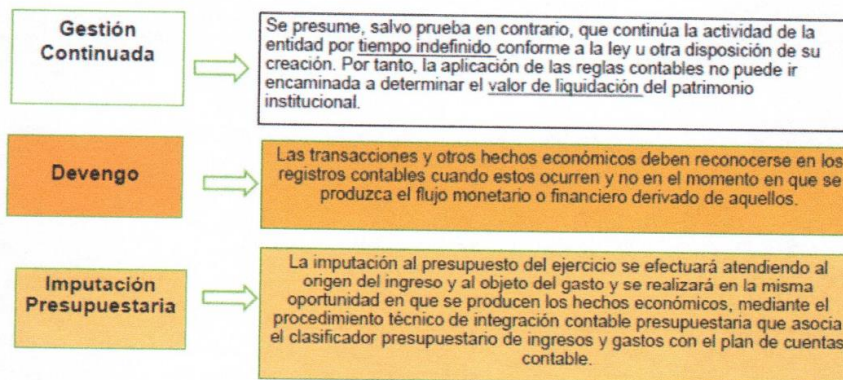 Gestión
Continuada
Se presume, salvo prueba en contrario, que continúa la actividad de la
entidad por tiempo indefinido conforme a la ley u otra disposición de su
creación. Por tanto, la aplicación de las reglas contables no puede ir
encaminada a determinar el valor de liquidación del patrimonio
institucional.
Devengo
Las transacciones y otros hechos económicos deben reconocerse en los
registros contables cuando estos ocurren y no en el momento en que se
produzca el flujo monetario o financiero derivado de aquellos.
Imputación
Presupuestaria
La imputación al presupuesto del ejercicio se efectuará atendiendo al
origen del ingreso y al objeto del gasto y se realizará en la misma
oportunidad en que se producen los hechos económicos, mediante el
procedimiento técnico de integración contable presupuestaria que asocia
el clasificador presupuestario de ingresos y gastos con el plan de cuentas
contable.